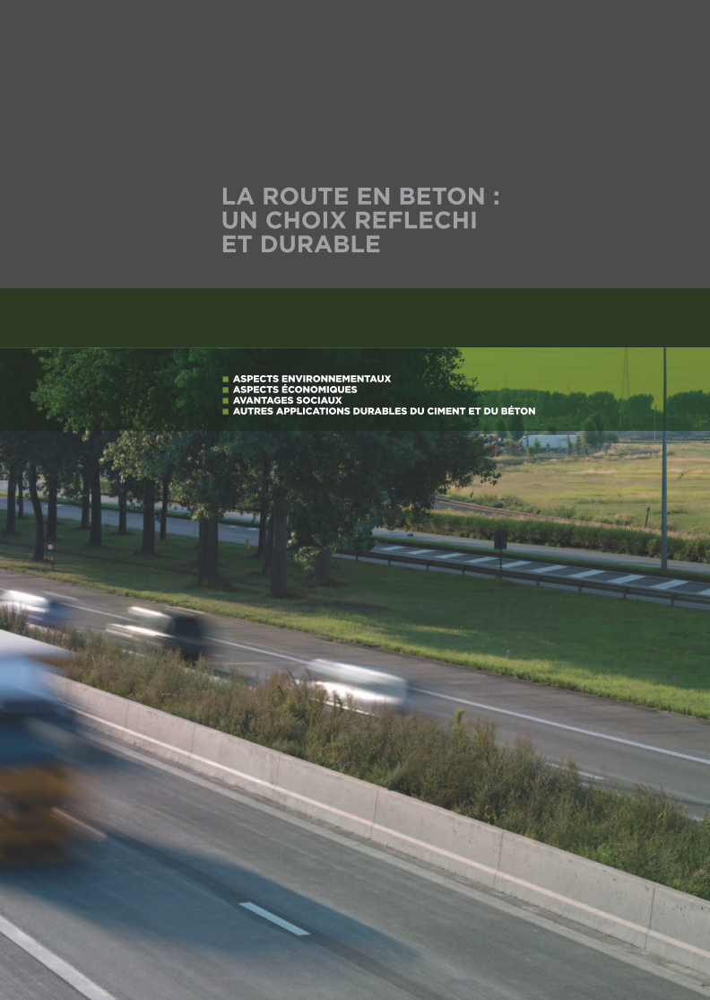 LA ROUTE EN BETON :
UN CHOIX REFLECHI
ET DURABLE
ASPECTS ENVIRONNEMENTAUX
ASPECTS ÉCONOMIQUES
AVANTAGES SOCIAUX
AUTRES APPLICATIONS DURABLES DU CIMENT ET DU BÉTON